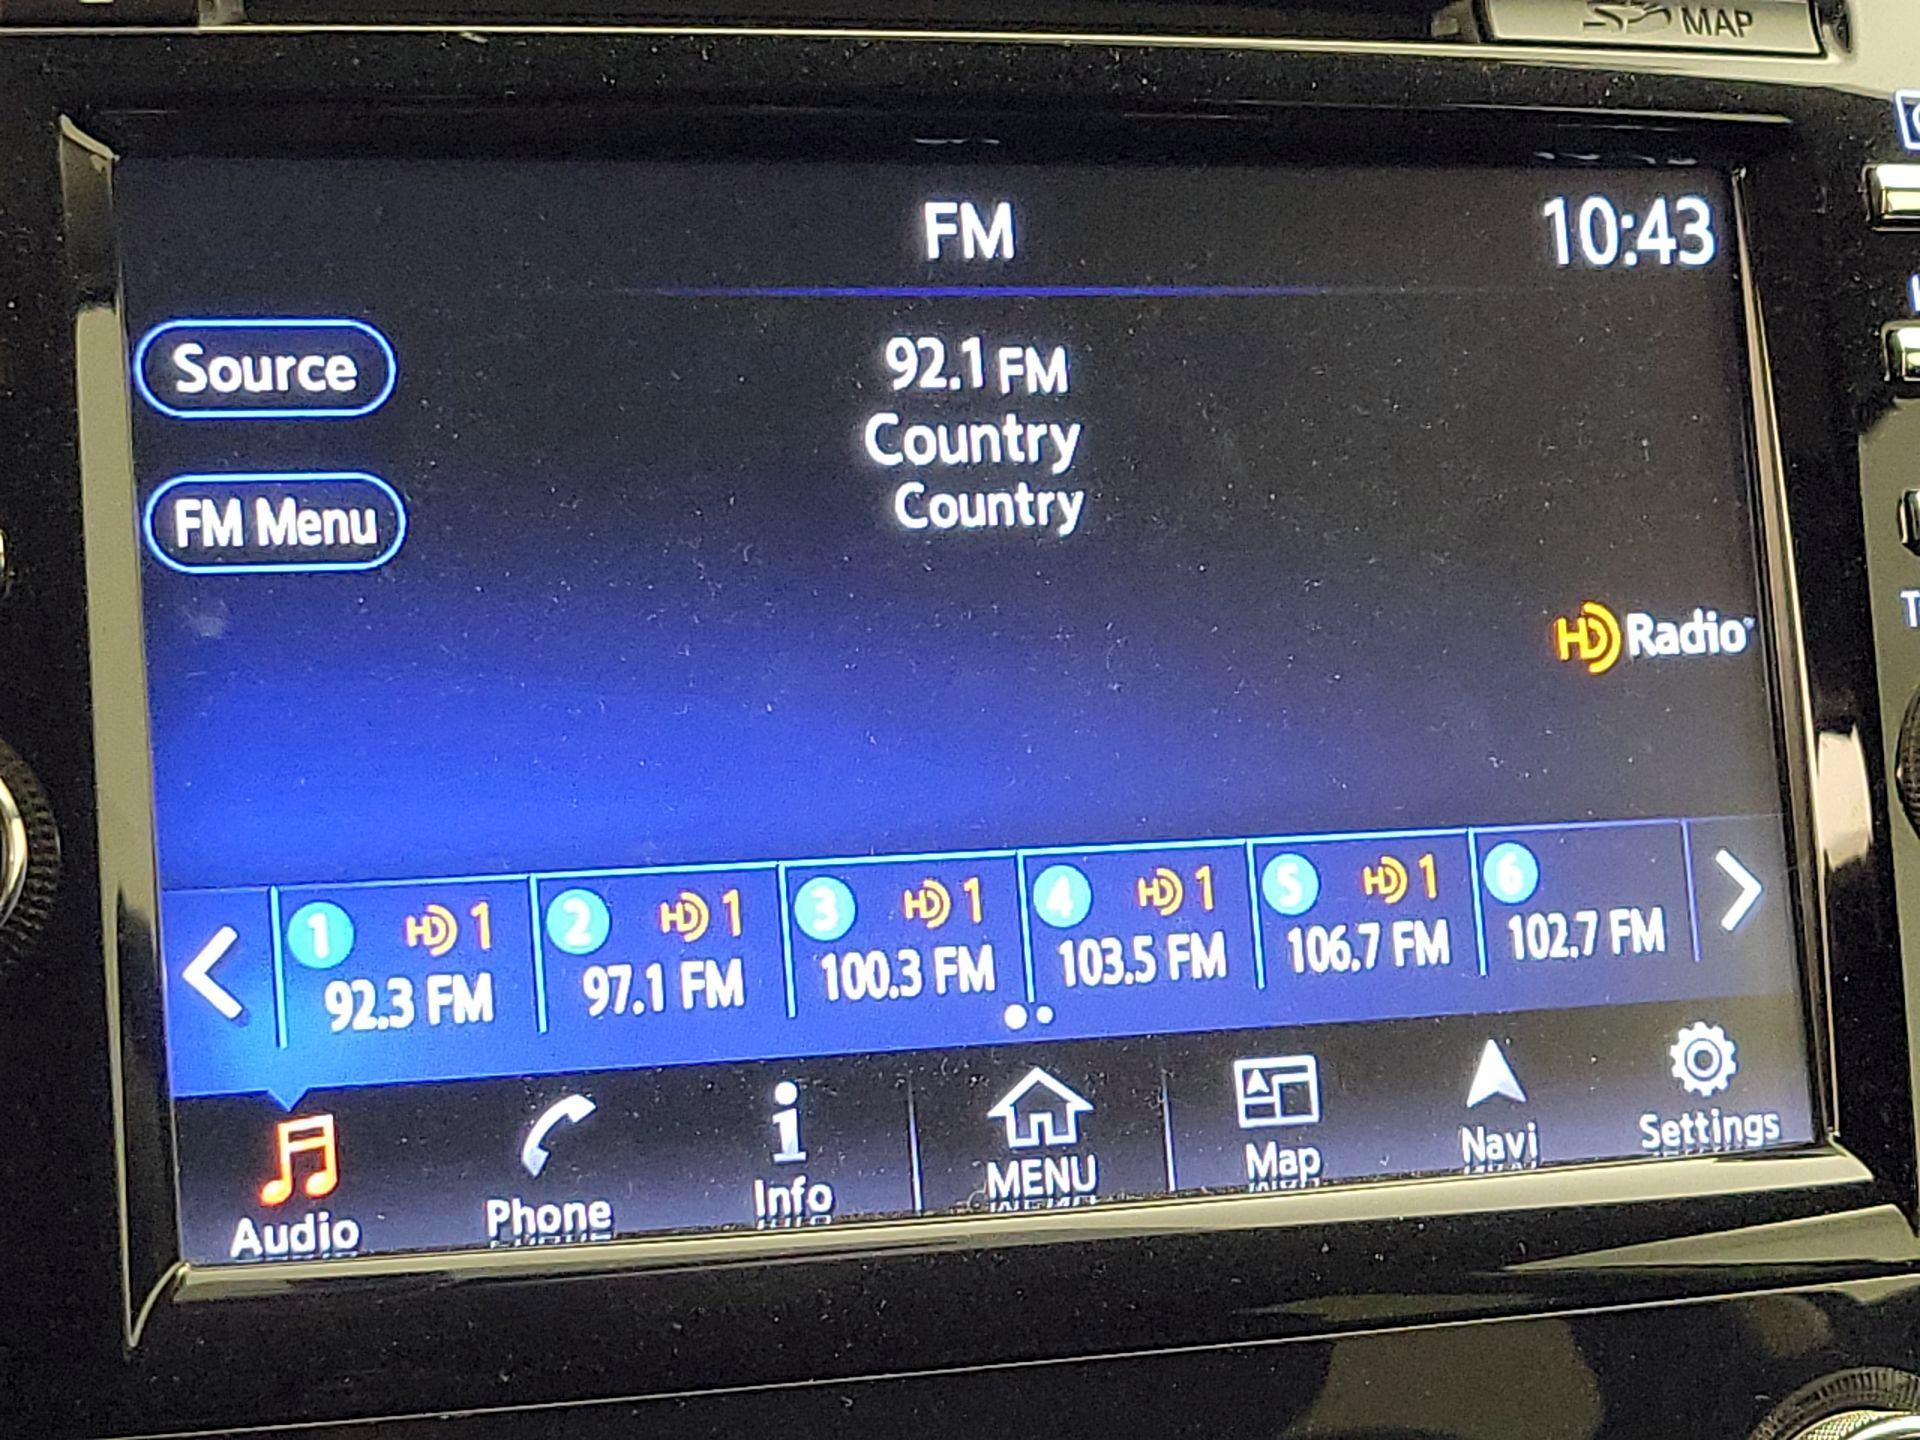 MAP
FM
10:43
Source
92.1 FM
Country
FM Menu
Country
HD Radio
1 HD 1
92.3 FM
2 HD 1
97.1 FM
3 HD 1
100.3 FM
4 HD 1
103.5 FM
5 HD 1
106.7 FM
6
102.7 FM
Audio
Phone
Info
MENU
Map
Navi
Settings